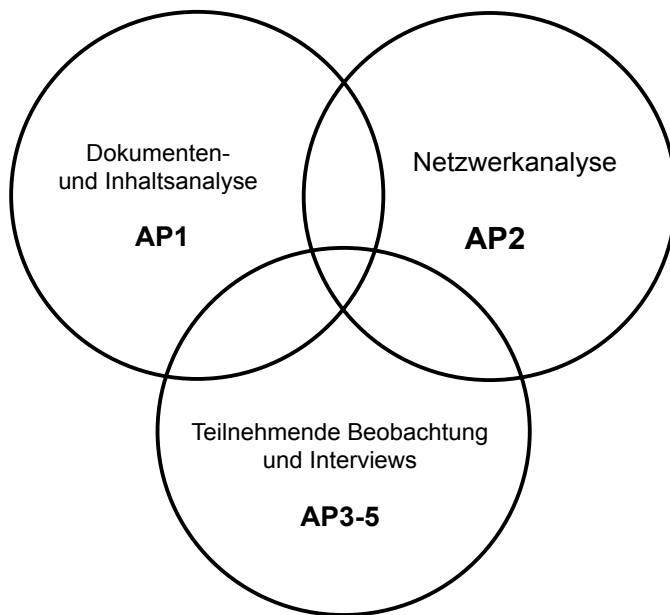 Dokumenten-
und Inhaltsanalyse
AP1
Netzwerkanalyse
AP2
Teilnehmende Beobachtung
und Interviews
AP3-5